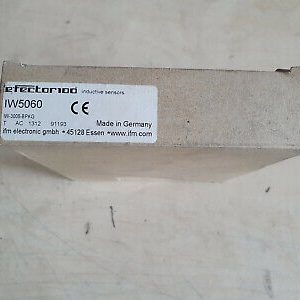 efector100 inductive sensors
IW5060
IW-3008-BPKG
T AC 1312 91193
CE
Made in Germany
ifm electronic gmbh • 45128 Essen • www.ifm.com